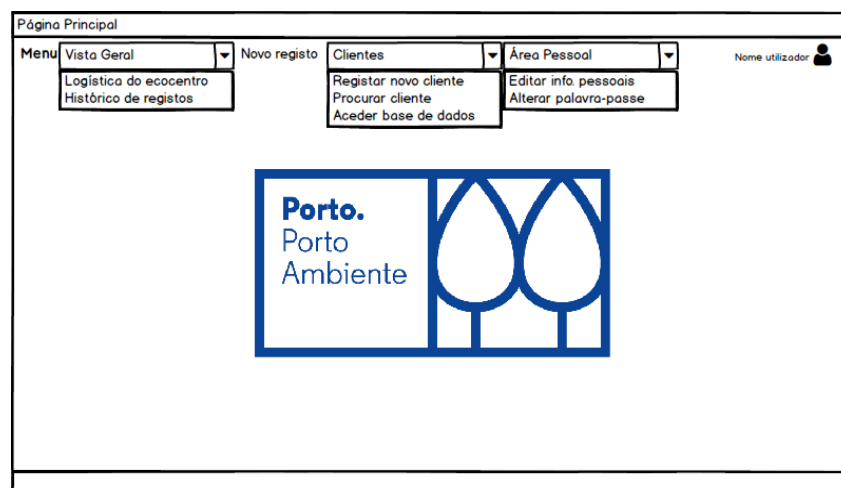 Página Principal
Menu Vista Geral Novo registo Clientes Área Pessoal Nome utilizador
Logística do ecocentro
Histórico de registos
Registar novo cliente
Procurar cliente
Aceder base de dados
Editar info. pessoais
Alterar palavra-passe
Porto.
Porto
Ambiente